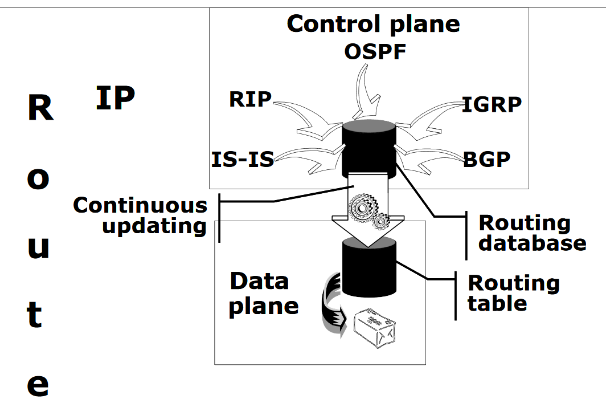 Control plane
OSPF
IP
RIP
IGRP
IS-IS
BGP
Continuous
updating
Routing
database
Data
plane
Routing
table
R
o
u
t
e